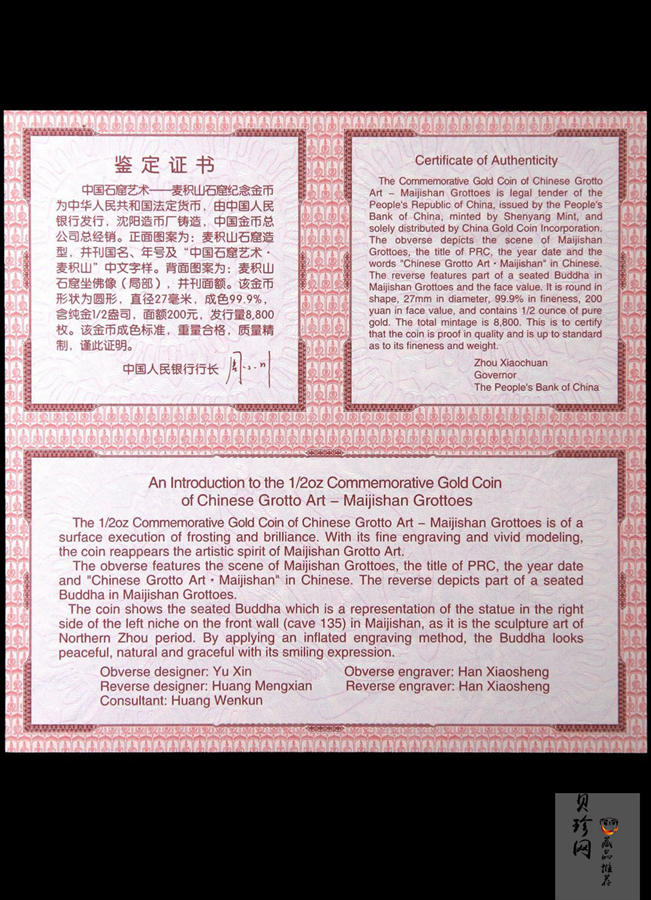 鉴定证书
中国石窟艺术——麦积山石窟纪念金币
为中华人民共和国法定货币，由中国人民
银行发行，沈阳造币厂铸造，中国金币总
公司总经销。正面图案为：麦积山石窟造
型，并刊国名、年号及“中国石窟艺术·
麦积山”中文字样。背面图案为：麦积山
石窟坐佛像（局部），并刊面额。该金币
形状为圆形，直径27毫米，成色99.9%，
含纯金1/2盎司，面额200元，发行量8,800
枚。该金币成色标准，重量合格，质量精
制，谨此证明。
中国人民银行行长 周小川
Certificate of Authenticity
The Commemorative Gold Coin of Chinese Grotto
Art – Maijishan Grottoes is legal tender of the
People's Republic of China, issued by the People's
Bank of China, minted by Shenyang Mint, and
solely distributed by China Gold Coin Incorporation.
The obverse depicts the scene of Maijishan
Grottoes, the title of PRC, the year date and the
words "Chinese Grotto Art·Maijishan" in Chinese.
The reverse features part of a seated Buddha in
Maijishan Grottoes and the face value. It is round in
shape, 27mm in diameter, 99.9% in fineness, 200
yuan in face value, and contains 1/2 ounce of pure
gold. The total mintage is 8,800. This is to certify
that the coin is proof in quality and is up to standard
as to its fineness and weight.
Zhou Xiaochuan
Governor
The People's Bank of China
An Introduction to the 1/2oz Commemorative Gold Coin
of Chinese Grotto Art – Maijishan Grottoes
The 1/2oz Commemorative Gold Coin of Chinese Grotto Art – Maijishan Grottoes is of a
surface execution of frosting and brilliance. With its fine engraving and vivid modeling,
the coin reappears the artistic spirit of Maijishan Grotto Art.
The obverse features the scene of Maijishan Grottoes, the title of PRC, the year date
and "Chinese Grotto Art·Maijishan" in Chinese. The reverse depicts part of a seated
Buddha in Maijishan Grottoes.
The coin shows the seated Buddha which is a representation of the statue in the right
side of the left niche on the front wall (cave 135) in Maijishan, as it is the sculpture art of
Northern Zhou period. By applying an inflated engraving method, the Buddha looks
peaceful, natural and graceful with its smiling expression.
Obverse designer: Yu Xin
Obverse engraver: Han Xiaosheng
Reverse designer: Huang Mengxian
Reverse engraver: Han Xiaosheng
Consultant: Huang Wenkun
贝珍网
藏品推荐